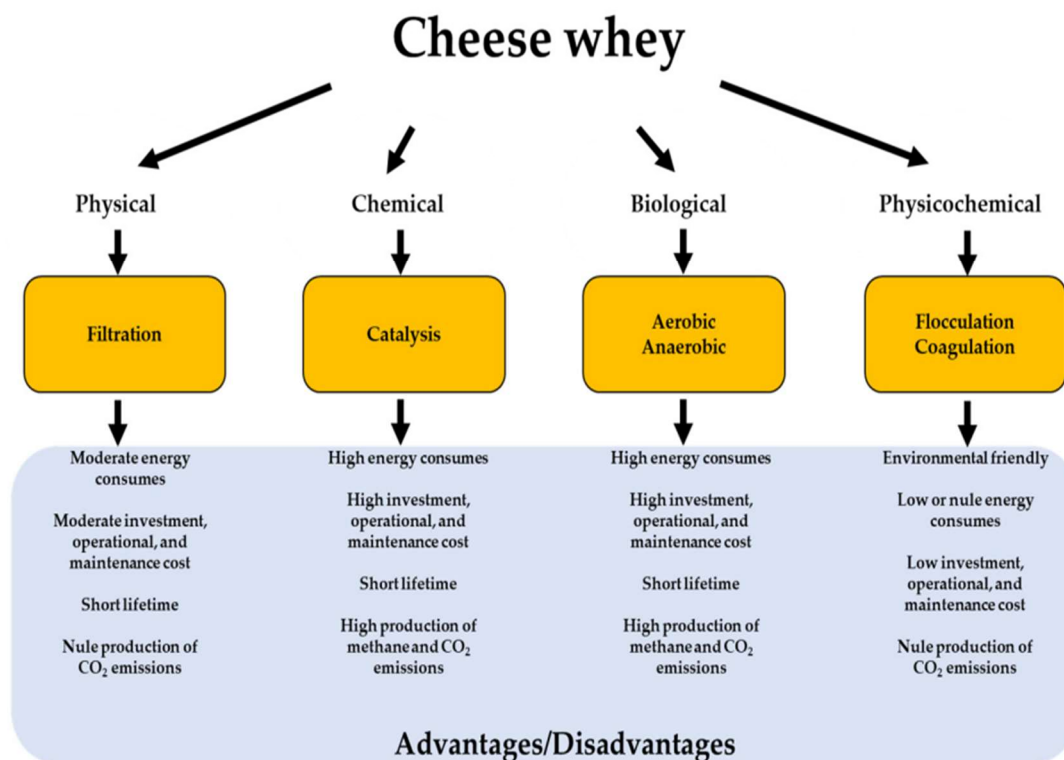 Cheese whey
Physical
Chemical
Biological
Physicochemical
Filtration
Catalysis
Aerobic
Anaerobic
Flocculation
Coagulation
Moderate energy
consumes
Moderate investment,
operational, and
maintenance cost
Short lifetime
Nule production of
CO₂ emissions
High energy consumes
High investment,
operational, and
maintenance cost
Short lifetime
High production of
methane and CO₂
emissions
High energy consumes
High investment,
operational, and
maintenance cost
Short lifetime
High production of
methane and CO₂
emissions
Environmental friendly
Low or nule energy
consumes
Low investment,
operational, and
maintenance cost
Nule production of
CO₂ emissions
Advantages/Disadvantages